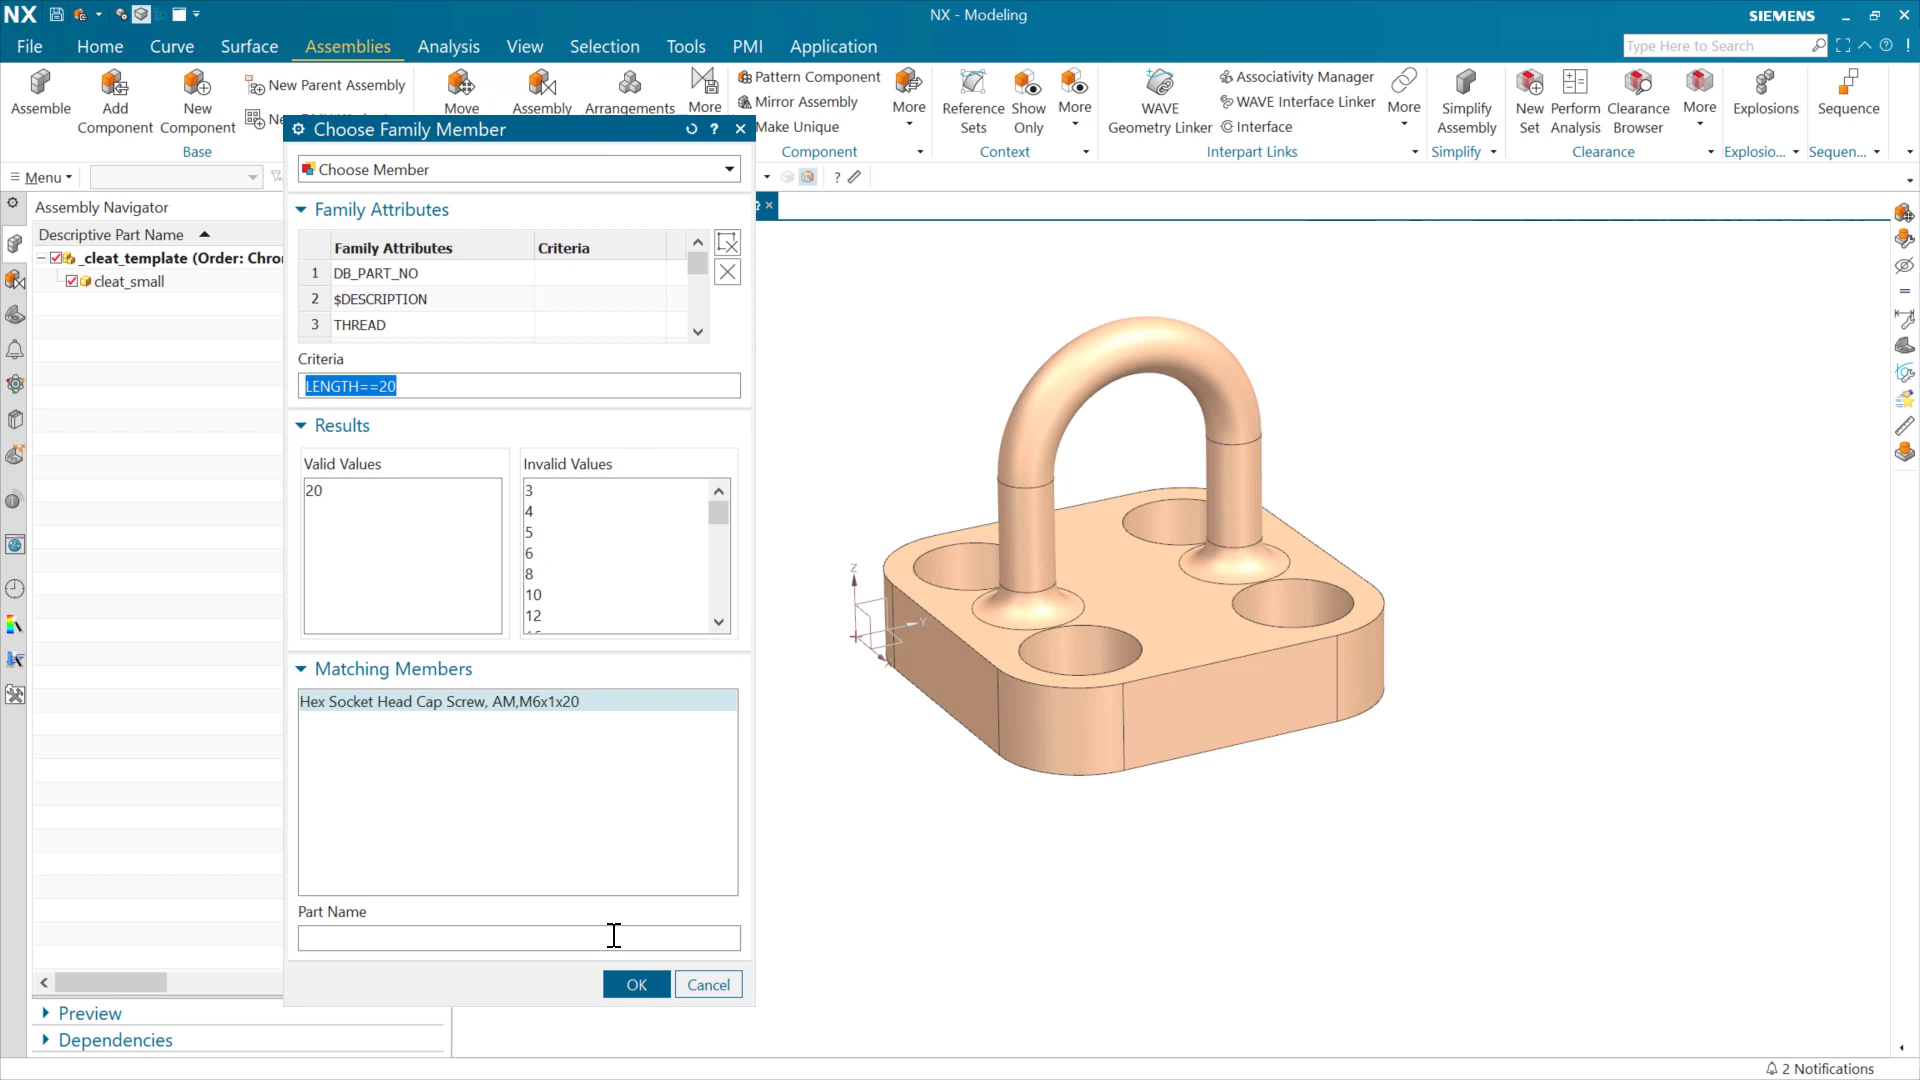 NX
NX - Modeling
SIEMENS
File Home Curve Surface Assemblies Analysis View Selection Tools PMI Application
Type Here to Search
Assemble
Add
Component
New
Component
New Parent Assembly
Base
Move
Assembly
Arrangements
More
Pattern Component
Mirror Assembly
Make Unique
More
Component
Reference
Sets
Show
Only
More
Context
WAVE
Geometry Linker
Associativity Manager
WAVE Interface Linker
Interface
More
Interpart Links
Simplify
Assembly
Simplify
New
Set
Perform
Analysis
Clearance
Browser
More
Clearance
Explosions
Explosio...
Sequence
Sequen...
Menu
Assembly Navigator
Descriptive Part Name
_cleat_template (Order: Chro
cleat_small
Preview
Dependencies
Choose Family Member
Choose Member
Family Attributes
Family Attributes Criteria
1 DB_PART_NO
2 $DESCRIPTION
3 THREAD
Criteria
LENGTH==20
Results
Valid Values
20
Invalid Values
3
4
5
6
8
10
12
Matching Members
Hex Socket Head Cap Screw, AM,M6x1x20
Part Name
OK
Cancel
Z
Y
2 Notifications